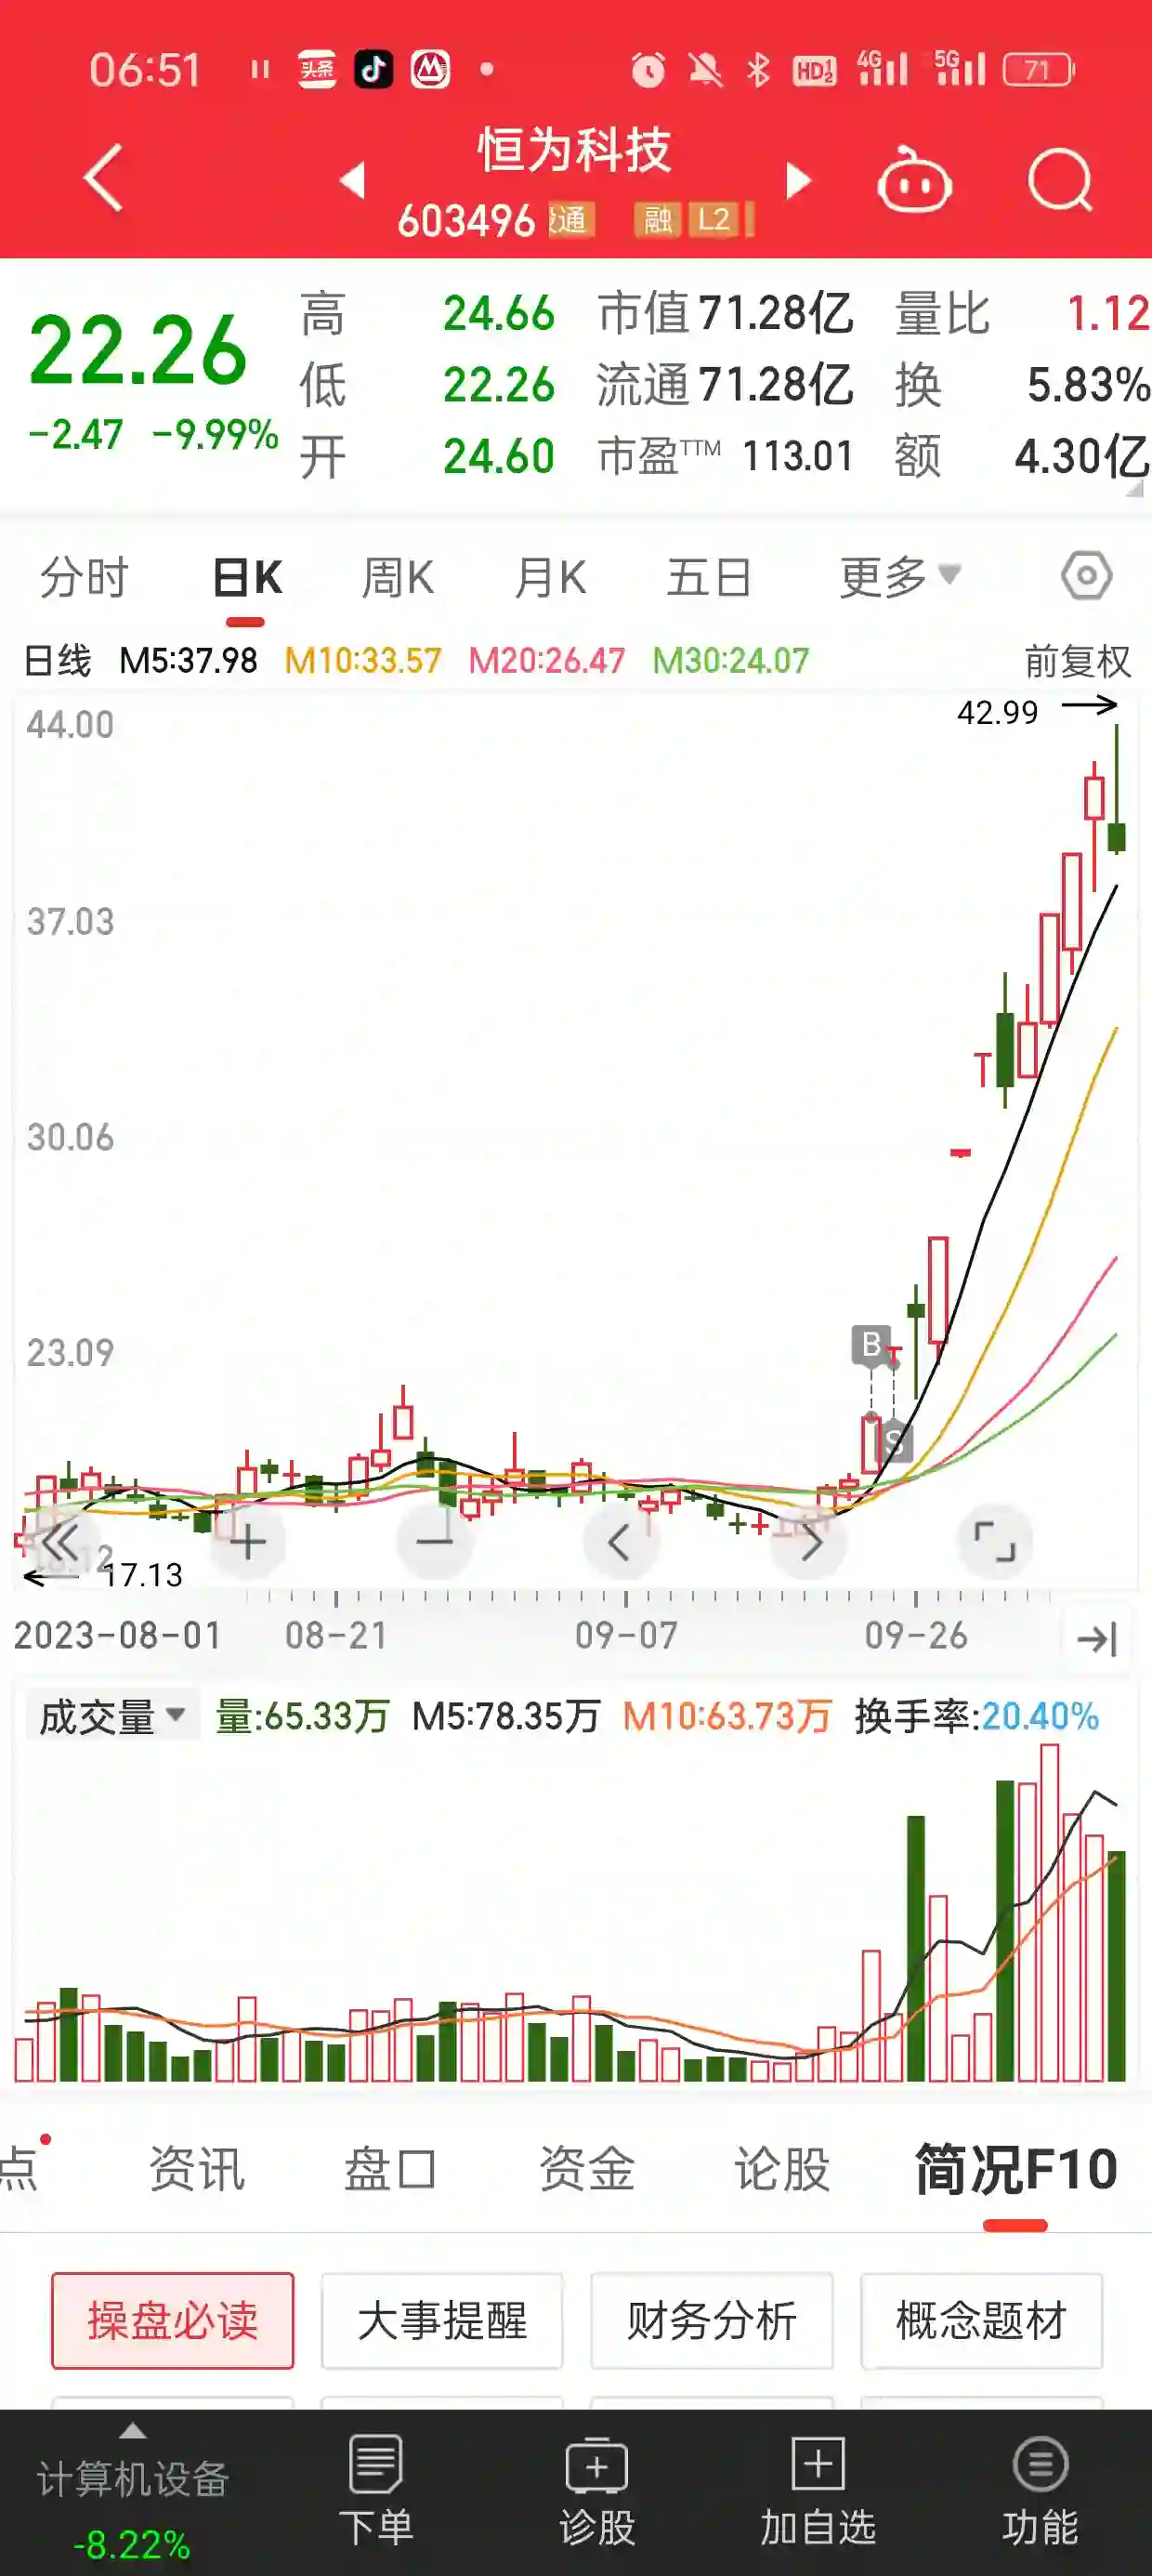 06:51 头条 HD12 4G 5G 71
恒为科技
603496 通 融 L2
22.26
-2.47 -9.99%
高 24.66 市值 71.28亿 量比 1.12
低 22.26 流通 71.28亿 换 5.83%
开 24.60 市盈TTM 113.01 额 4.30亿
分时 日K 周K 月K 五日 更多
日线 M5:37.98 M10:33.57 M20:26.47 M30:24.07 前复权
44.00
42.99
37.03
30.06
23.09
B
S
17.13
2023-08-01 08-21 09-07 09-26
成交量 量:65.33万 M5:78.35万 M10:63.73万 换手率:20.40%
点 资讯 盘口 资金 论股 简况F10
操盘必读 大事提醒 财务分析 概念题材
计算机设备
-8.22%
下单 诊股 加自选 功能